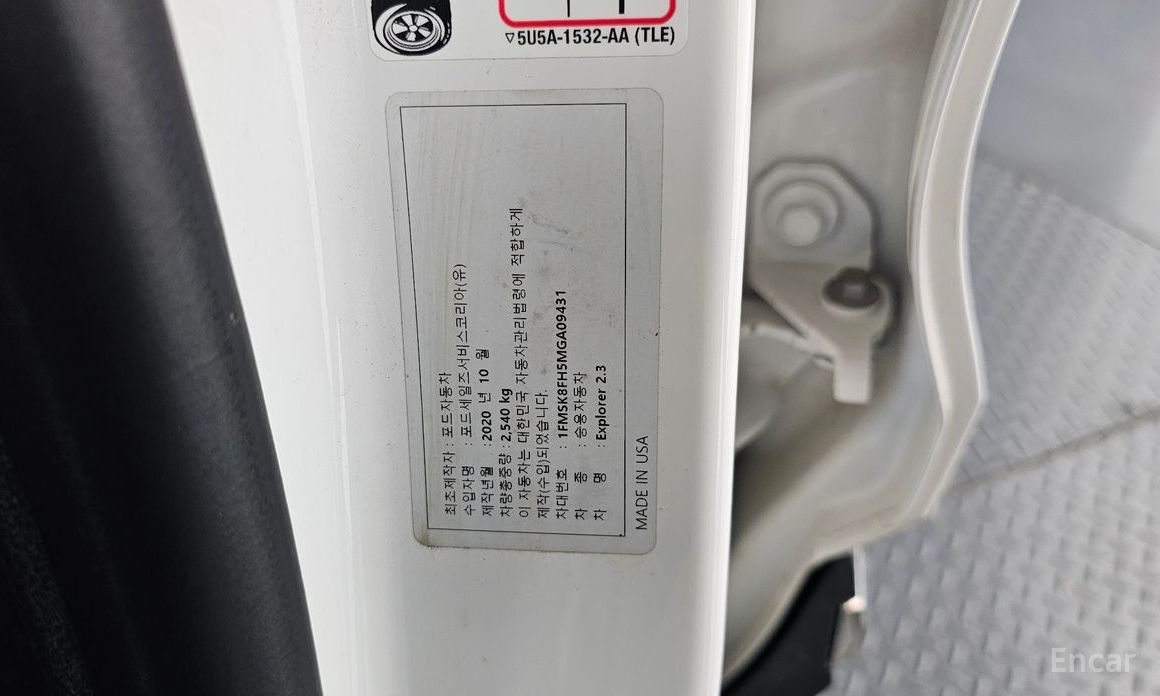 ▽5U5A-1532-AA (TLE)
최초제작자 : 포드자동차
수입자명 : 포드세일즈서비스코리아(유)
제작년월 : 2020 년 10 월
차량총중량 : 2,540 kg
이 자동차는 대한민국 자동차관리법령에 적합하게
제작(수입)되었습니다.
차대번호 : 1FMSK8FH5MGA09431
차 종 : 승용자동차
차 명 : Explorer 2.3
MADE IN USA
Encar